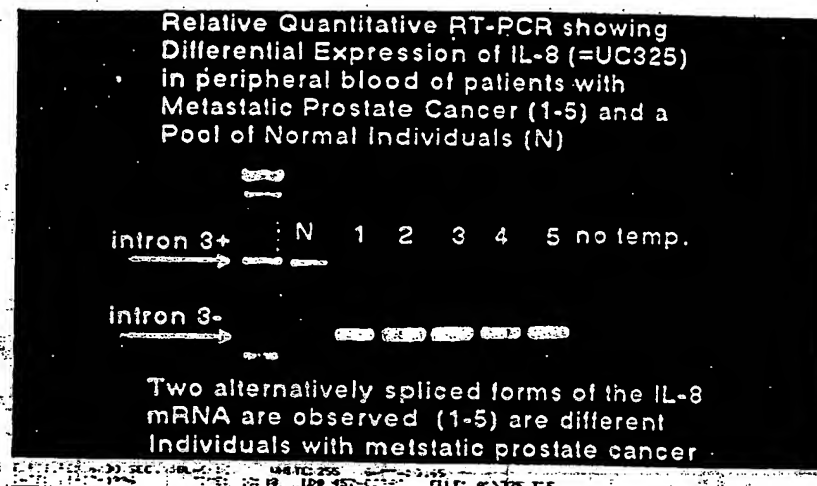 Relative Quantitative RT-PCR showing
Differential Expression of IL-8 (=UC325)
in peripheral blood of patients with
Metastatic Prostate Cancer (1-5) and a
Pool of Normal Individuals (N)
intron 3+ N 1 2 3 4 5 no temp.
intron 3-
Two alternatively spliced forms of the IL-8
mRNA are observed (1-5) are different
Individuals with metstatic prostate cancer